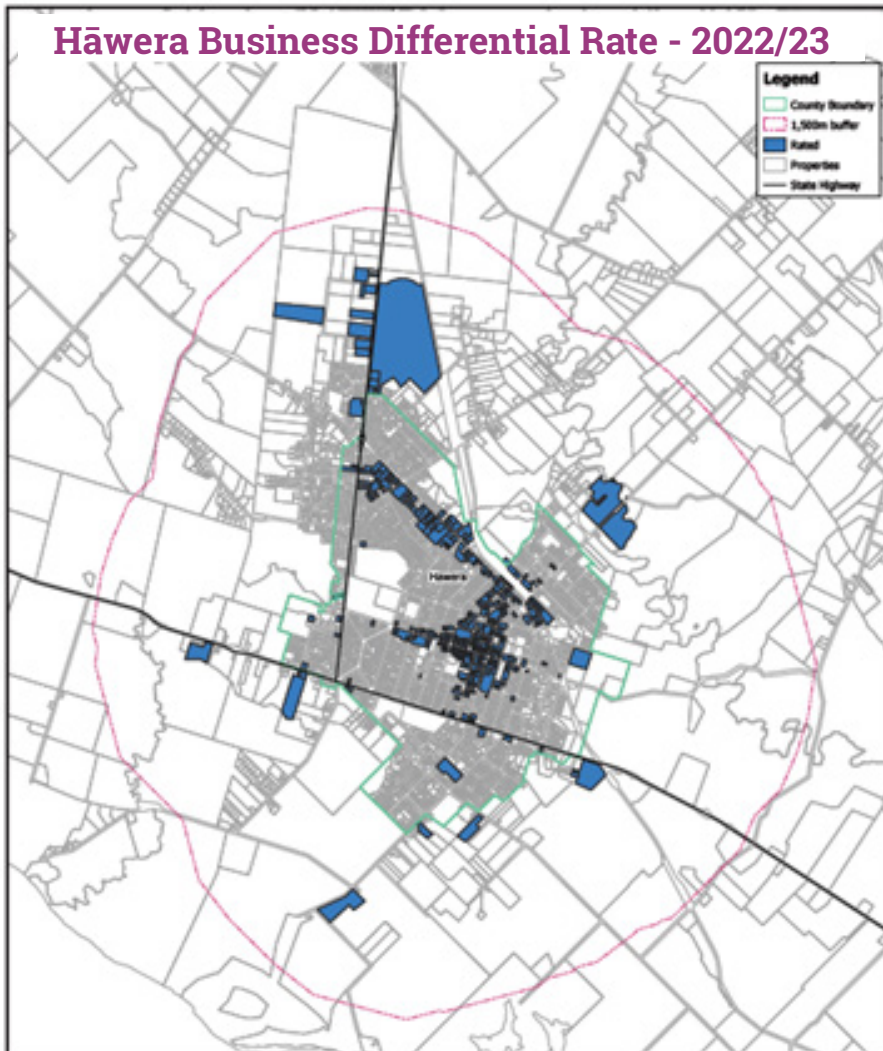 Hāwera Business Differential Rate - 2022/23
Legend
County Boundary
1,500m buffer
Rated
Properties
State Highway
Hawera